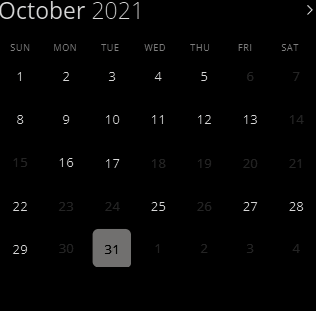 October 2021
SUN MON TUE WED THU FRI SAT
1 2 3 4 5 6 7
8 9 10 11 12 13 14
15 16 17 18 19 20 21
22 23 24 25 26 27 28
29 30 31 1 2 3 4